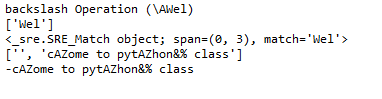 backslash Operation (\AWel)
['Wel']
<_sre.SRE_Match object; span=(0, 3), match='Wel'>
['', 'cAZome to pytAZhon&% class']
-cAZome to pytAZhon&% class